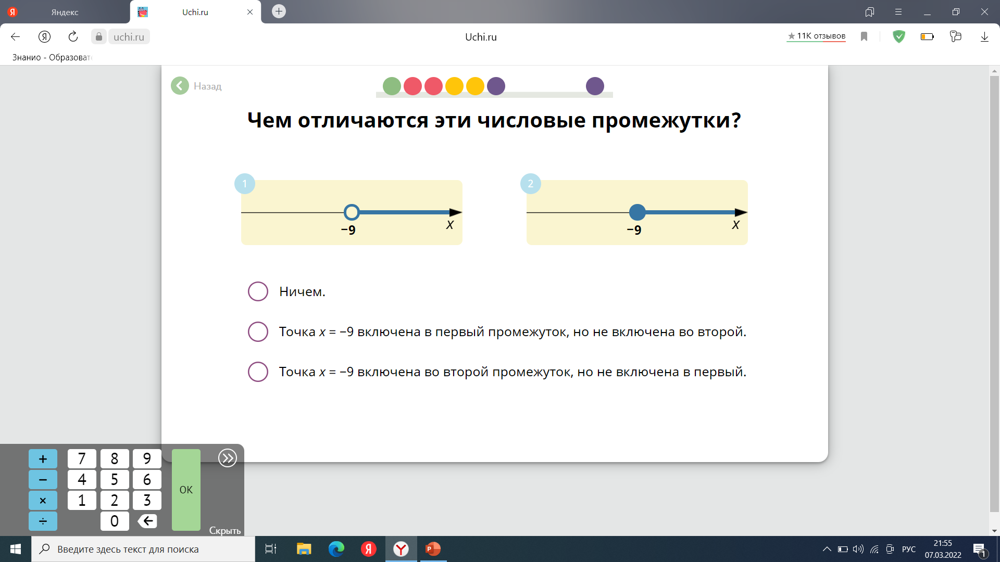 Я Яндекс Uchi.ru
Я uchi.ru Uchi.ru ★ 11K отзывов
Знанио - Образоват
Назад
Чем отличаются эти числовые промежутки?
1 2
−9 X −9 X
Ничем.
Точка x = −9 включена в первый промежуток, но не включена во второй.
Точка x = −9 включена во второй промежуток, но не включена в первый.
+ 7 8 9
− 4 5 6 OK
× 1 2 3
÷ 0
Скрыть
Введите здесь текст для поиска Я Y P РУС 21:55
07.03.2022 1